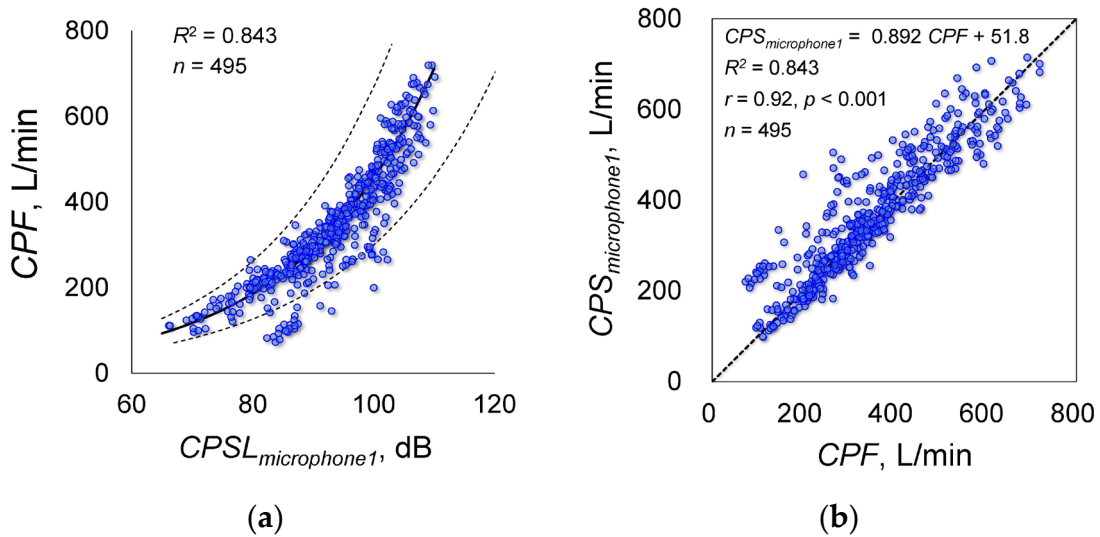 R² = 0.843
n = 495
800
600
400
200
0
60 80 100 120
CPF, L/min
CPSLmicrophone1, dB
(a)
CPSmicrophone1 = 0.892 CPF + 51.8
R² = 0.843
r = 0.92, p < 0.001
n = 495
800
600
400
200
0
0 200 400 600 800
CPSmicrophone1, L/min
CPF, L/min
(b)